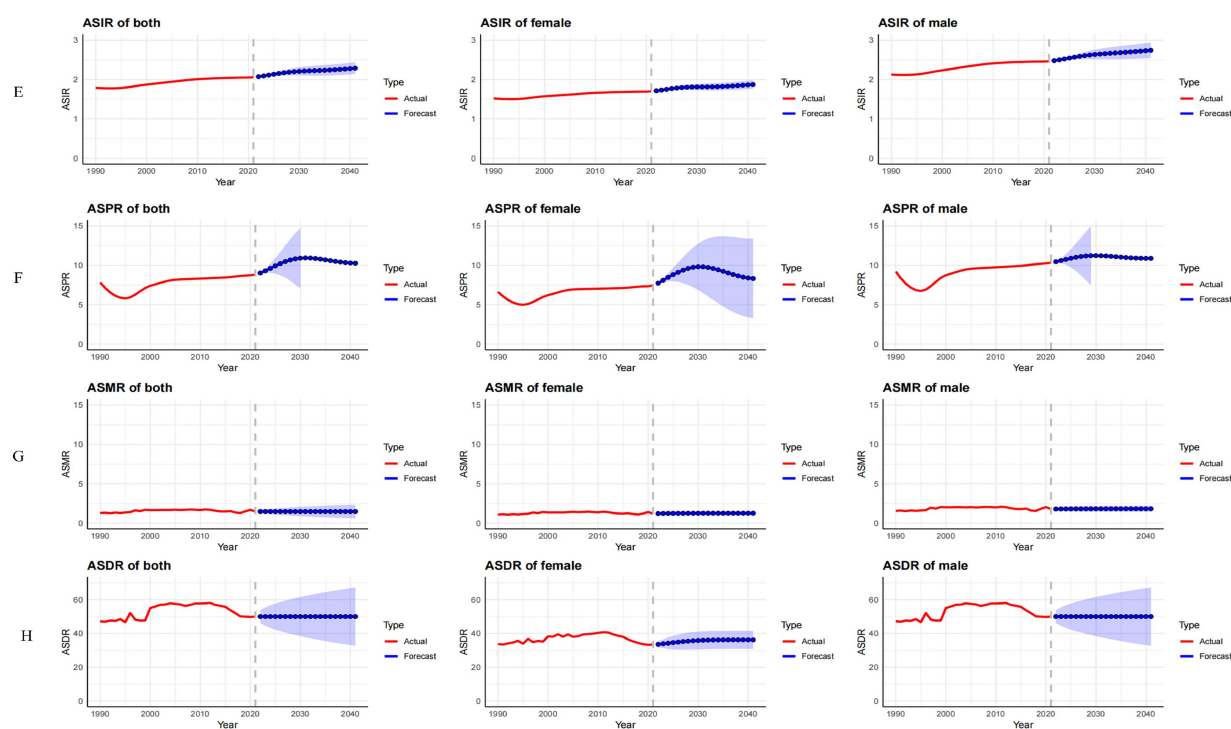 ASIR of both
3
2
1
0
ASIR
1990 2000 2010 2020 2030 2040
Year
Type
Actual
Forecast
ASIR of female
3
2
1
0
ASIR
1990 2000 2010 2020 2030 2040
Year
Type
Actual
Forecast
ASIR of male
3
2
1
0
ASIR
1990 2000 2010 2020 2030 2040
Year
Type
Actual
Forecast
E
ASPR of both
15
10
5
0
ASPR
1990 2000 2010 2020 2030 2040
Year
Type
Actual
Forecast
ASPR of female
15
10
5
0
ASPR
1990 2000 2010 2020 2030 2040
Year
Type
Actual
Forecast
ASPR of male
15
10
5
0
ASPR
1990 2000 2010 2020 2030 2040
Year
Type
Actual
Forecast
F
ASMR of both
15
10
5
0
ASMR
1990 2000 2010 2020 2030 2040
Year
Type
Actual
Forecast
ASMR of female
15
10
5
0
ASMR
1990 2000 2010 2020 2030 2040
Year
Type
Actual
Forecast
ASMR of male
15
10
5
0
ASMR
1990 2000 2010 2020 2030 2040
Year
Type
Actual
Forecast
G
ASDR of both
60
40
20
0
ASDR
1990 2000 2010 2020 2030 2040
Year
Type
Actual
Forecast
ASDR of female
60
40
20
0
ASDR
1990 2000 2010 2020 2030 2040
Year
Type
Actual
Forecast
ASDR of male
60
40
20
0
ASDR
1990 2000 2010 2020 2030 2040
Year
Type
Actual
Forecast
H